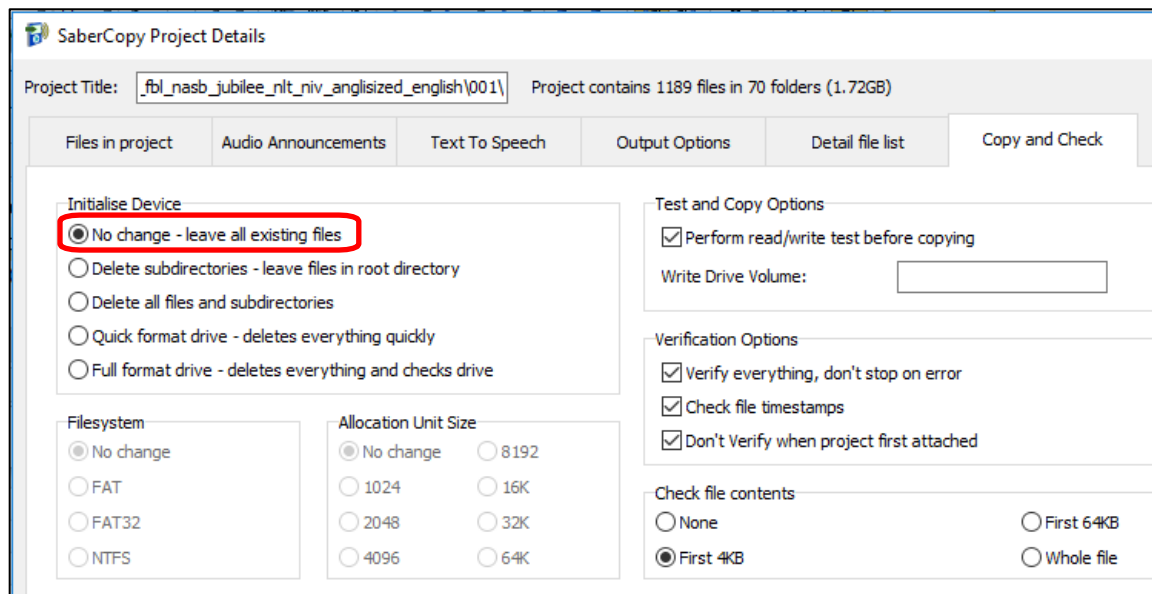 SaberCopy Project Details
Project Title: _fbl_nasb_jubilee_nlt_niv_anglisized_english\001\ Project contains 1189 files in 70 folders (1.72GB)
Files in project Audio Announcements Text To Speech Output Options Detail file list Copy and Check
Initialise Device
No change - leave all existing files
Delete subdirectories - leave files in root directory
Delete all files and subdirectories
Quick format drive - deletes everything quickly
Full format drive - deletes everything and checks drive
Filesystem
No change
FAT
FAT32
NTFS
Allocation Unit Size
No change 8192
1024 16K
2048 32K
4096 64K
Test and Copy Options
Perform read/write test before copying
Write Drive Volume:
Verification Options
Verify everything, don't stop on error
Check file timestamps
Don't Verify when project first attached
Check file contents
None First 64KB
First 4KB Whole file